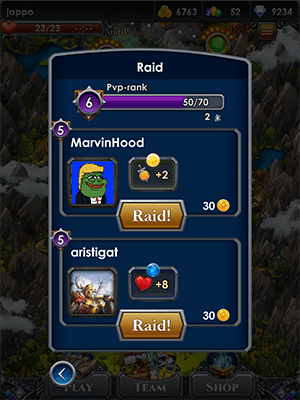 jappo
6763
52
9234
23/23
Raid
Pvp-rank
6
50/70
2
5
MarvinHood
+2
Raid!
30
5
aristigat
+8
Raid!
30
PLAY
TEAM
SHOP